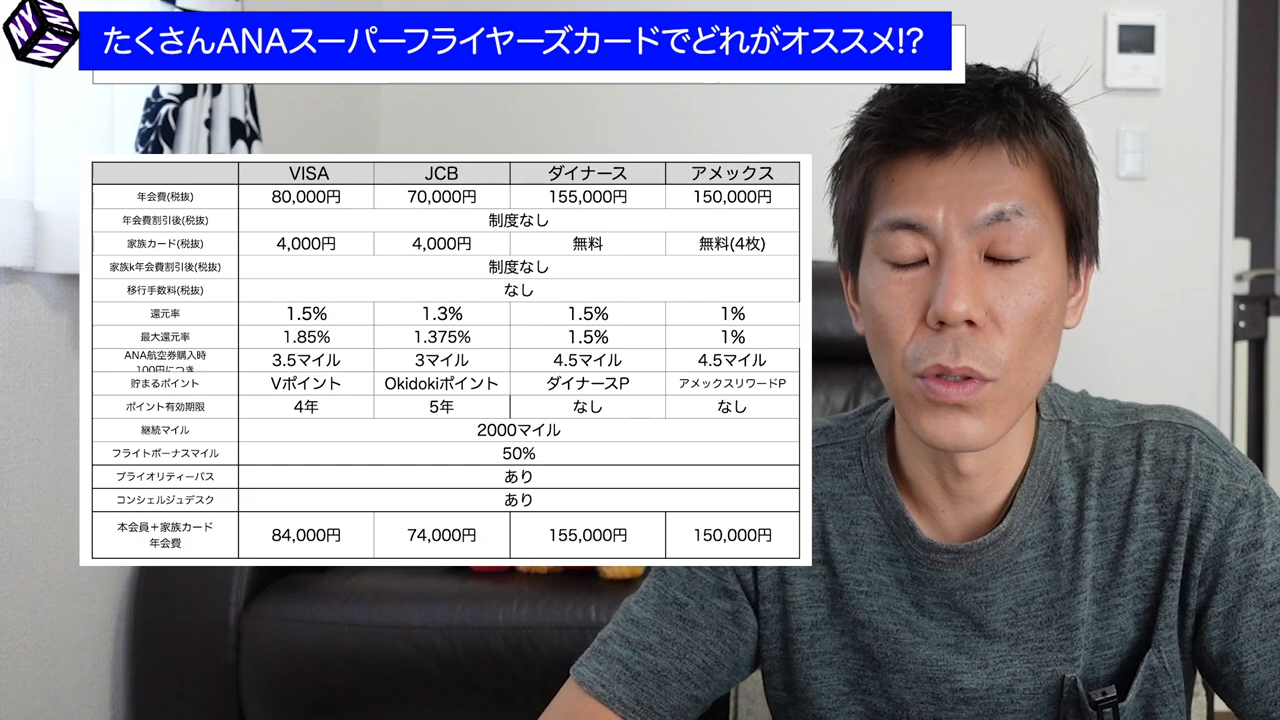 NY
NY
NY
たくさんANAスーパーフライヤーズカードでどれがオススメ!?
VISA JCB ダイナース アメックス
年会費(税抜) 80,000円 70,000円 155,000円 150,000円
年会費割引後(税抜) 制度なし
家族カード(税抜) 4,000円 4,000円 無料 無料(4枚)
家族k年会費割引後(税抜) 制度なし
移行手数料(税抜) なし
還元率 1.5% 1.3% 1.5% 1%
最大還元率 1.85% 1.375% 1.5% 1%
ANA航空券購入時
100円につき 3.5マイル 3マイル 4.5マイル 4.5マイル
貯まるポイント Vポイント Okidokiポイント ダイナースP アメックスリワードP
ポイント有効期限 4年 5年 なし なし
継続マイル 2000マイル
フライトボーナスマイル 50%
プライオリティーパス あり
コンシェルジュデスク あり
本会員+家族カード
年会費 84,000円 74,000円 155,000円 150,000円